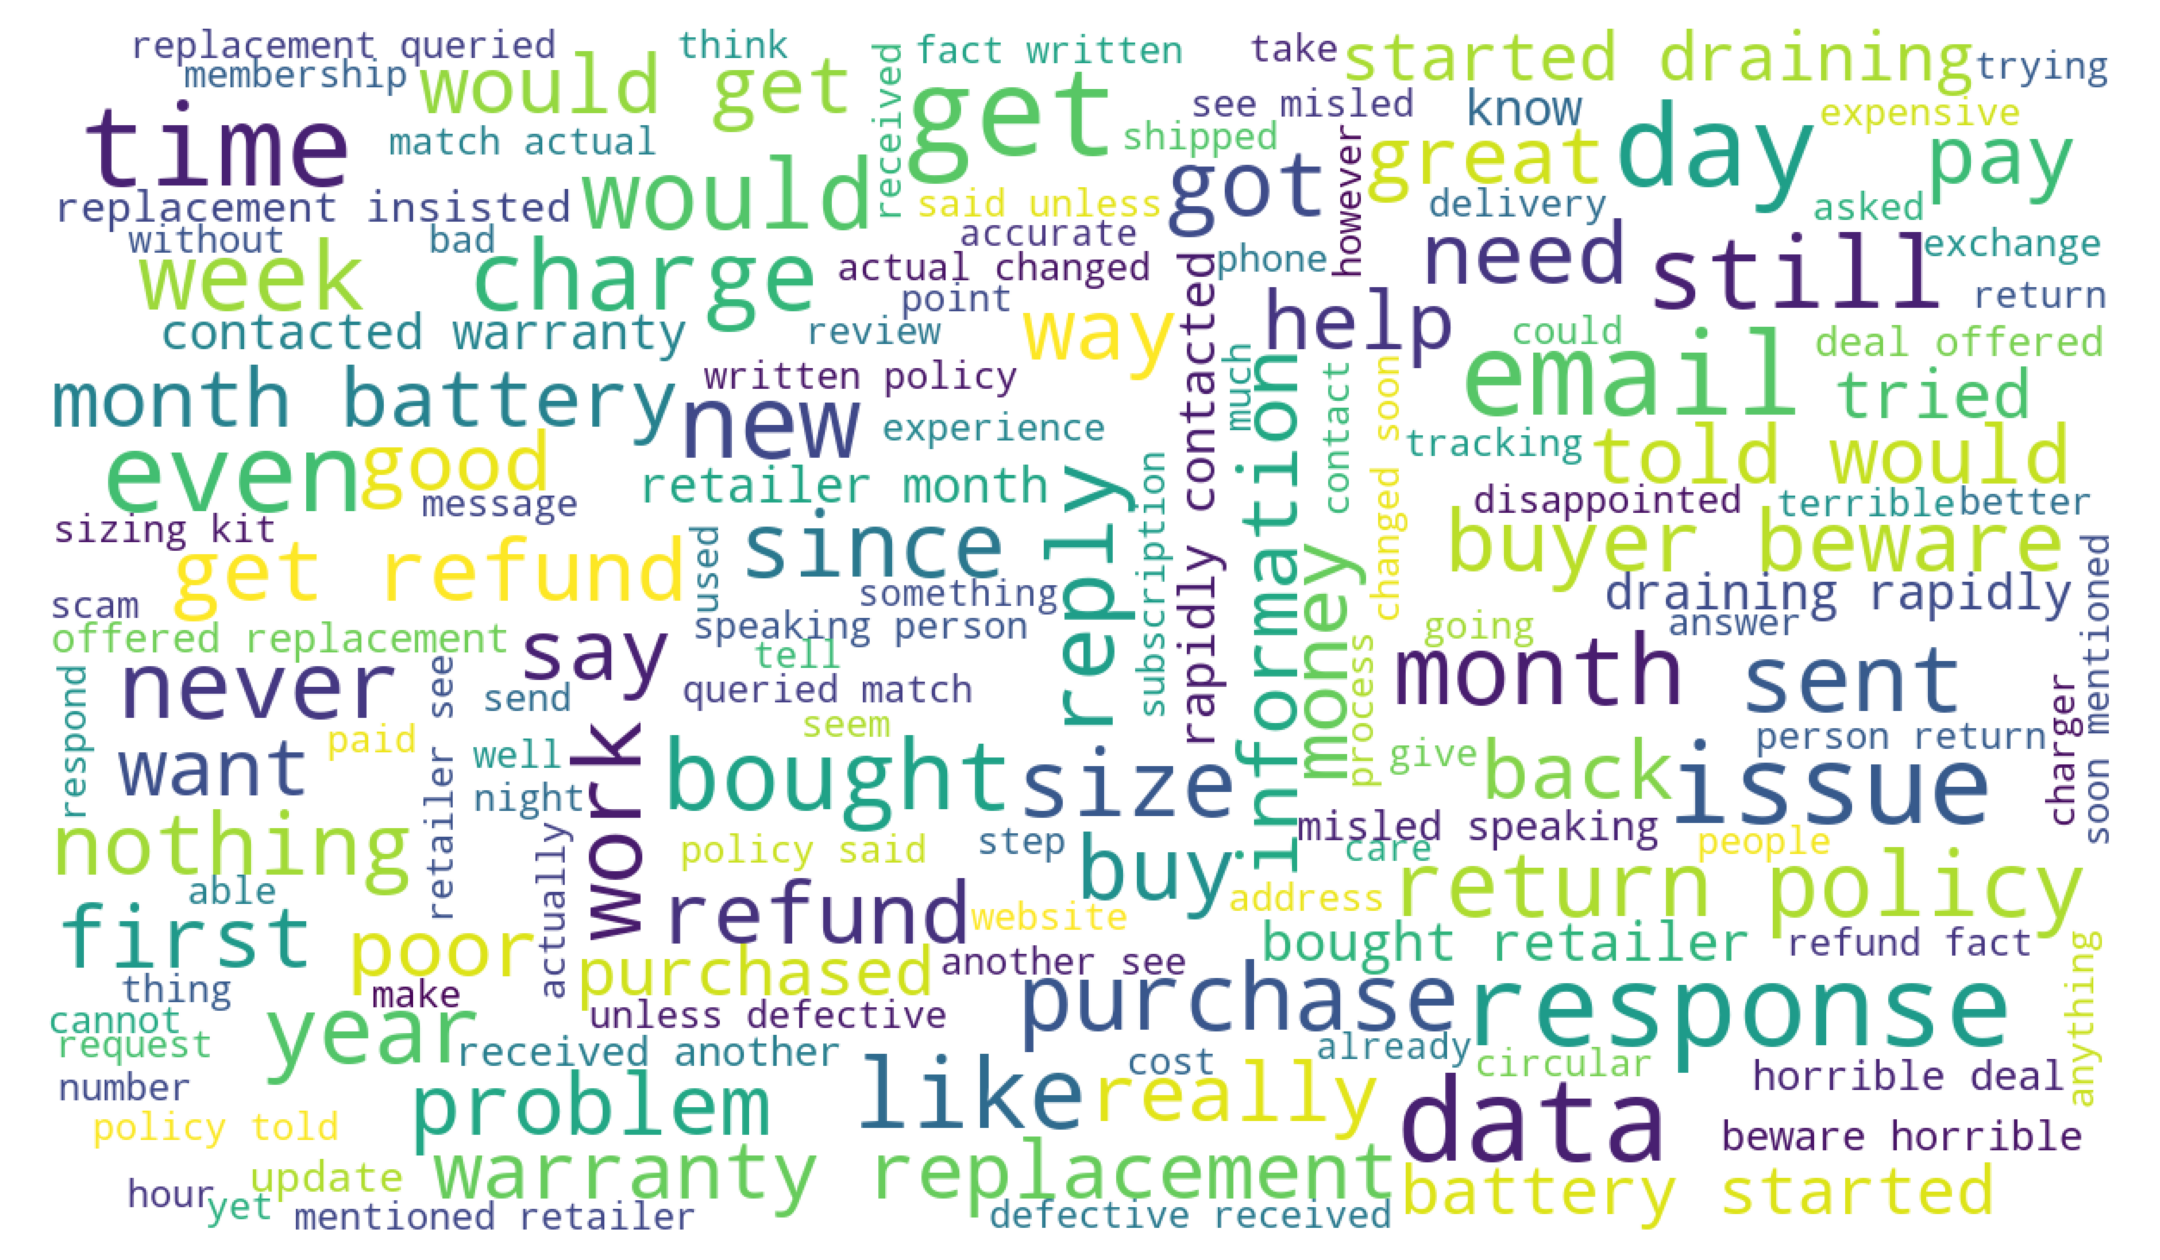 replacement queried
think
fact written
take
started draining
trying
membership
would get
received
get
see misled
know
expensive
time
match actual
shipped
however
great
day
pay
replacement insisted
would
said unless
got
delivery
asked
without
bad
accurate
need
still
exchange
week
charge
actual changed
phone
return
point
contacted warranty
review
way
help
could
deal offered
month battery
written policy
rapidly contacted
much
information
contact
changed soon
email
tried
new
experience
even
good
tracking
told would
message
retailer month
reply
subscription
disappointed
terrible
better
sizing kit
since
buyer beware
get refund
used
something
money
draining rapidly
soon mentioned
scam
speaking person
going
answer
offered replacement
say
tell
process
month
sent
never
retailer see
send
queried match
respond
seem
charger
want
paid
well
work
bought
size
give
back
person return
issue
night
nothing
actually
policy said
step
buy
misled speaking
care
people
able
refund
address
return policy
first
poor
website
bought retailer
refund fact
anything
thing
make
purchased
another see
purchase
response
cannot
year
unless defective
request
received another
cost
already
circular
number
problem
like
really
horrible deal
policy told
data
beware horrible
hour
yet
update
warranty replacement
battery started
mentioned retailer
defective received